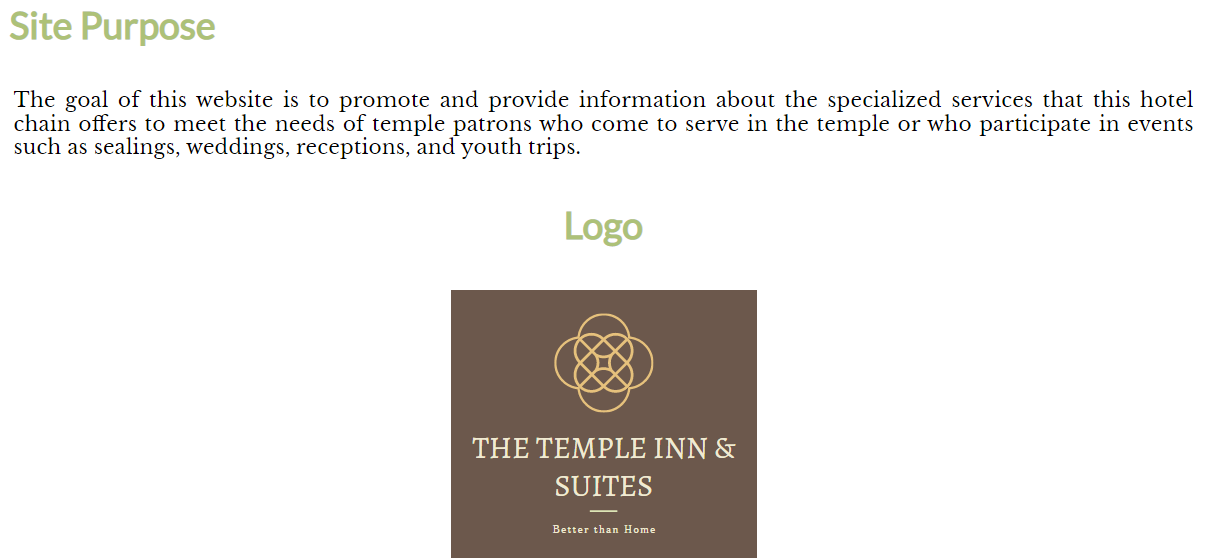 Site Purpose
The goal of this website is to promote and provide information about the specialized services that this hotel
chain offers to meet the needs of temple patrons who come to serve in the temple or who participate in events
such as sealings, weddings, receptions, and youth trips.
Logo
THE TEMPLE INN &
SUITES
Better than Home